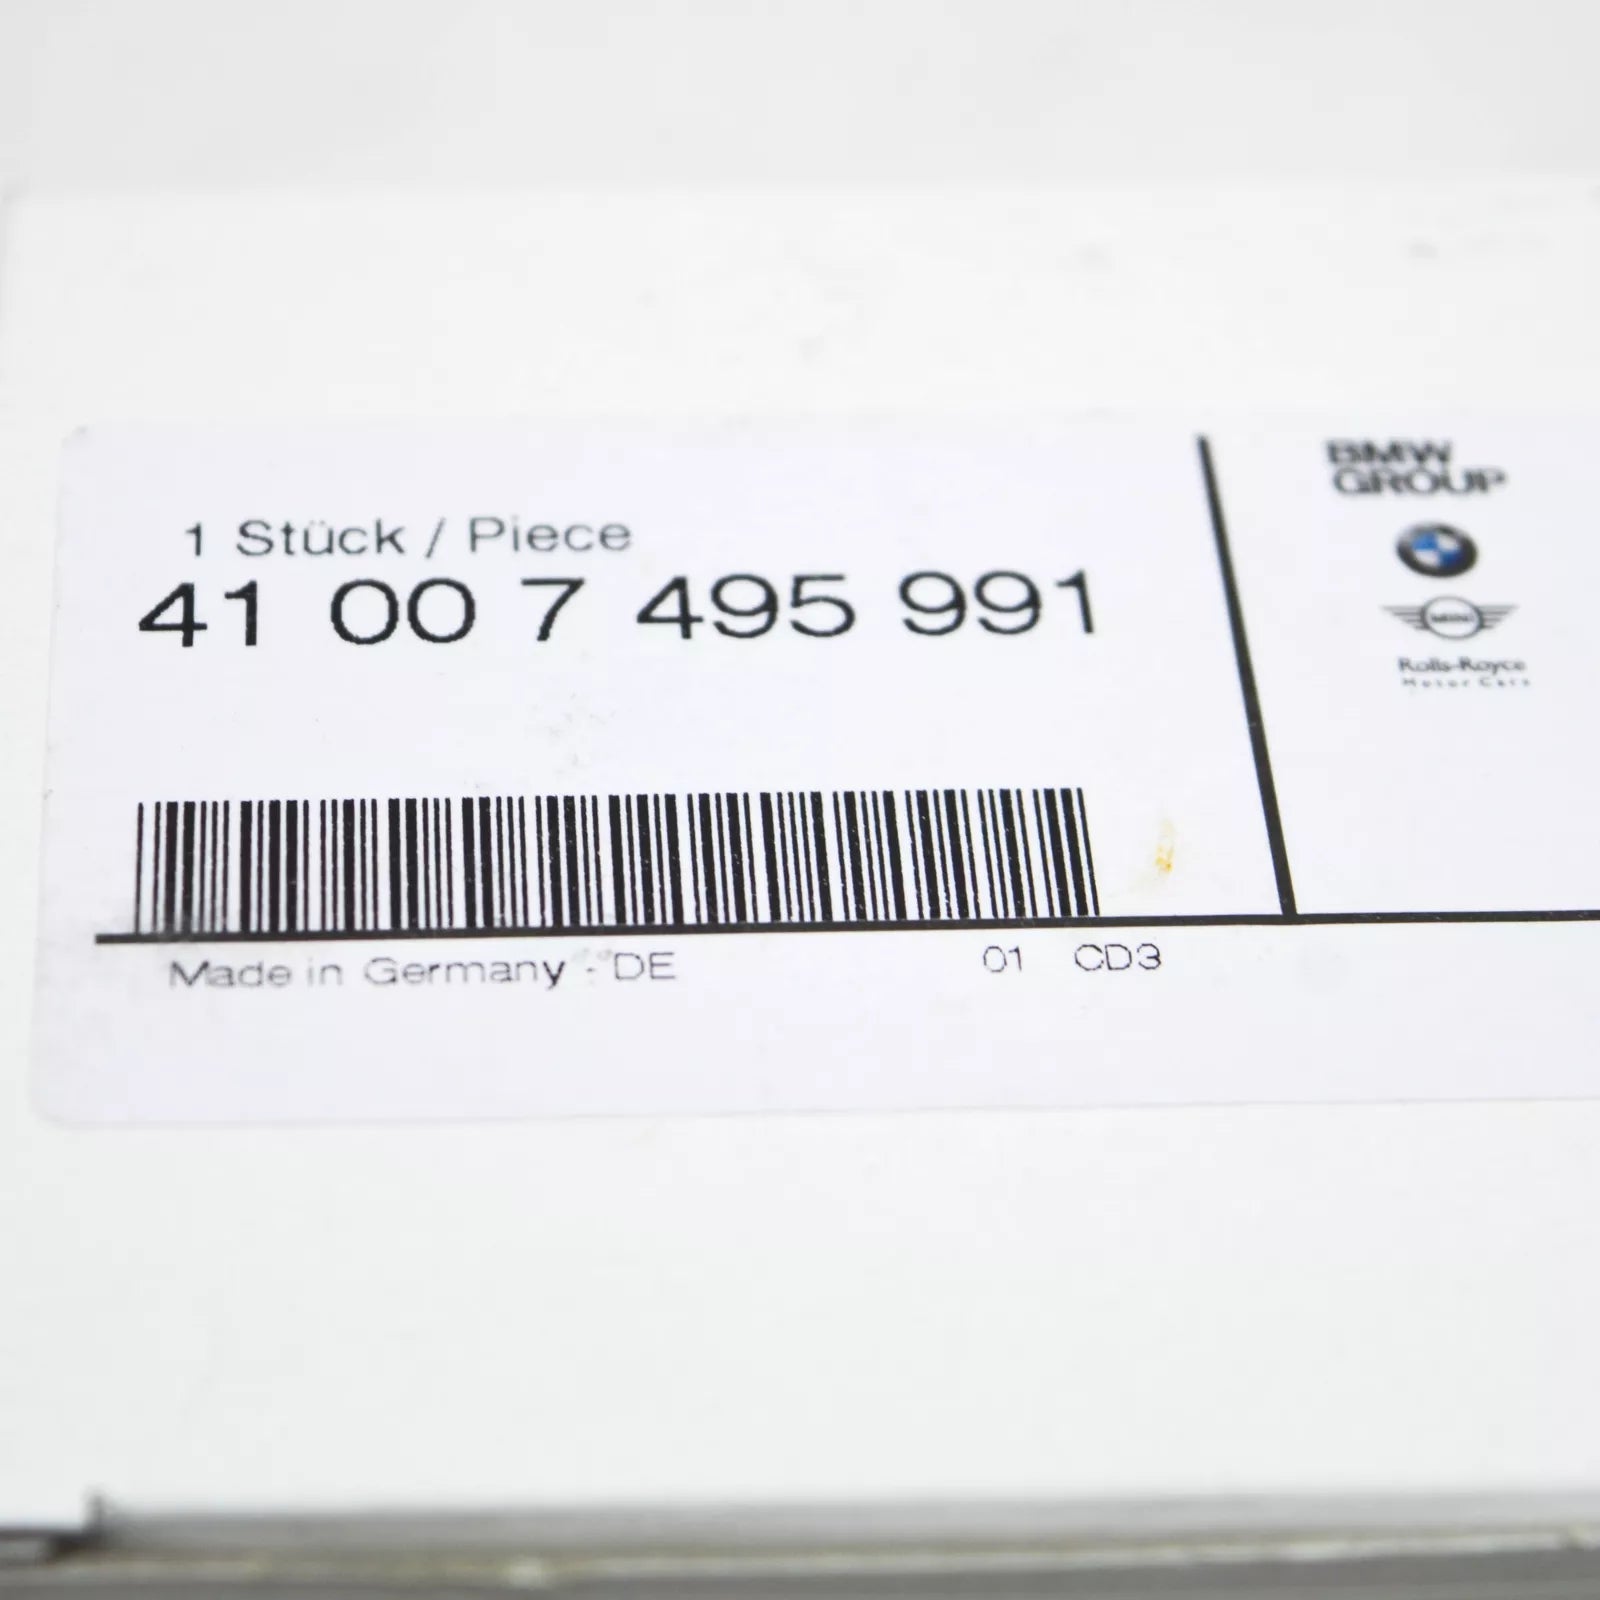 1 Stück / Piece
41 00 7 495 991
Made in Germany - DE
01 CD3
BMW
GROUP
MINI
Rolls-Royce
Motor Cars